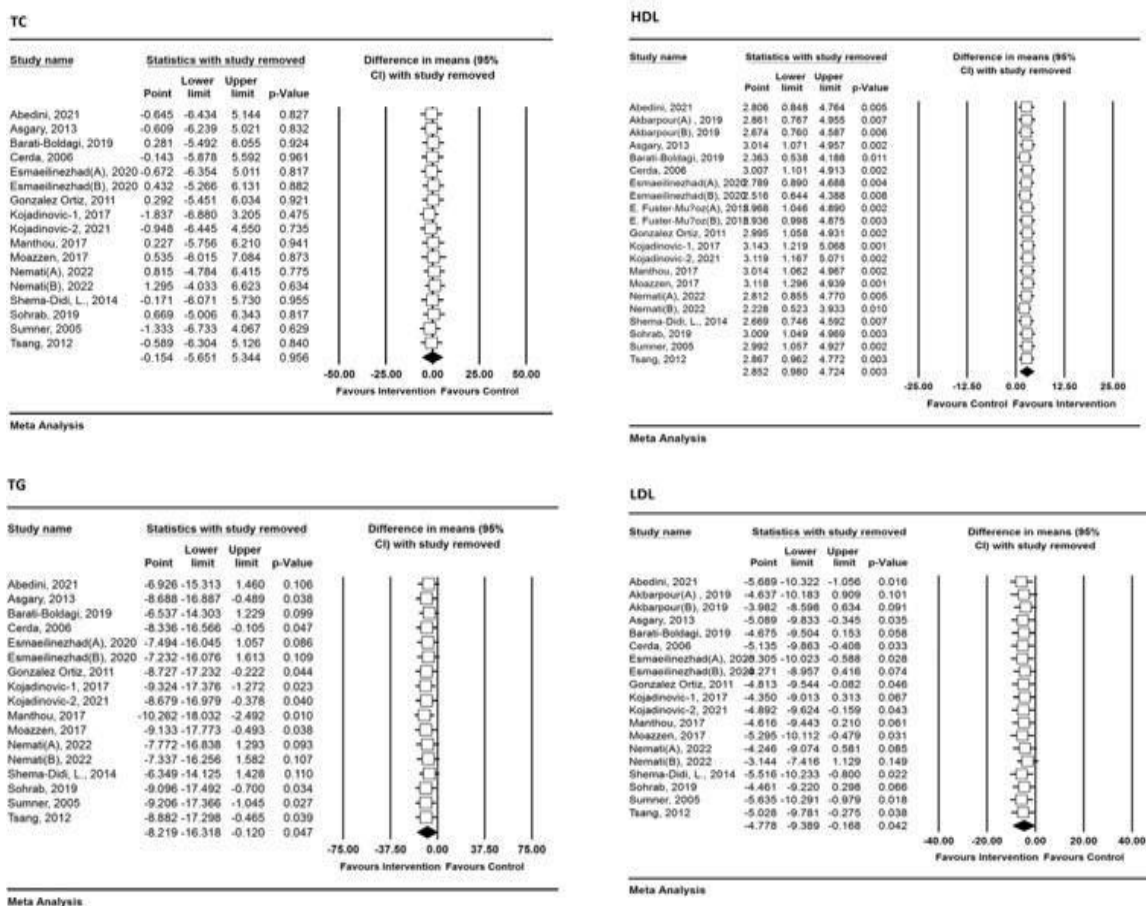 TC
Study name Statistics with study removed Difference in means (95% CI) with study removed
Point Lower limit Upper limit p-Value
Abedini, 2021 -0.645 -6.434 5.144 0.827
Asgary, 2013 -0.609 -6.239 5.021 0.832
Barati-Boldagi, 2019 0.281 -5.492 6.055 0.924
Cerda, 2006 -0.143 -5.878 5.592 0.961
Esmaeilinezhad(A), 2020 -0.672 -6.354 5.011 0.817
Esmaeilinezhad(B), 2020 0.432 -5.266 6.131 0.882
Gonzalez Ortiz, 2011 0.292 -5.451 6.034 0.921
Kojadinovic-1, 2017 -1.837 -6.880 3.205 0.475
Kojadinovic-2, 2021 -0.948 -6.445 4.550 0.735
Manthou, 2017 0.227 -5.756 6.210 0.941
Moazzen, 2017 0.535 -6.015 7.084 0.873
Nemati(A), 2022 0.815 -4.784 6.415 0.775
Nemati(B), 2022 1.295 -4.033 6.623 0.634
Shema-Didi, L., 2014 -0.171 -6.071 5.730 0.955
Sohrab, 2019 0.669 -5.006 6.343 0.817
Sumner, 2005 -1.333 -6.733 4.067 0.629
Tsang, 2012 -0.589 -6.304 5.126 0.840
-0.154 -5.651 5.344 0.956
-50.00 -25.00 0.00 25.00 50.00
Favours Intervention Favours Control
Meta Analysis
HDL
Study name Statistics with study removed Difference in means (95% CI) with study removed
Point Lower limit Upper limit p-Value
Abedini, 2021 2.806 0.848 4.764 0.005
Akbarpour(A) , 2019 2.861 0.767 4.955 0.007
Akbarpour(B), 2019 2.674 0.760 4.587 0.006
Asgary, 2013 3.014 1.071 4.957 0.002
Barati-Boldagi, 2019 2.363 0.538 4.188 0.011
Cerda, 2006 3.007 1.101 4.913 0.002
Esmaeilinezhad(A), 2020 2.789 0.890 4.688 0.004
Esmaeilinezhad(B), 2020 2.516 0.644 4.388 0.008
E. Fuster-Mu?oz(A), 1.046 4.890 0.002
E. Fuster-Mu?oz(B), 0.998 4.875 0.003
Gonzalez Ortiz, 2011 2.995 1.058 4.931 0.002
Kojadinovic-1, 2017 3.143 1.219 5.068 0.001
Kojadinovic-2, 2021 3.119 1.167 5.071 0.002
Manthou, 2017 3.014 1.062 4.967 0.002
Moazzen, 2017 3.118 1.296 4.939 0.001
Nemati(A), 2022 2.812 0.855 4.770 0.005
Nemati(B), 2022 2.228 0.523 3.933 0.010
Shema-Didi, L., 2014 2.669 0.746 4.592 0.007
Sohrab, 2019 3.009 1.049 4.969 0.003
Sumner, 2005 2.992 1.057 4.927 0.002
Tsang, 2012 2.867 0.962 4.772 0.003
2.852 0.980 4.724 0.003
-25.00 -12.50 0.00 12.50 25.00
Favours Control Favours Intervention
Meta Analysis
TG
Study name Statistics with study removed Difference in means (95% CI) with study removed
Point Lower limit Upper limit p-Value
Abedini, 2021 -6.926 -15.313 1.460 0.106
Asgary, 2013 -8.688 -16.887 -0.489 0.038
Barati-Boldagi, 2019 -6.537 -14.303 1.229 0.099
Cerda, 2006 -8.336 -16.566 -0.105 0.047
Esmaeilinezhad(A), 2020 -7.494 -16.045 1.057 0.086
Esmaeilinezhad(B), 2020 -7.232 -16.076 1.613 0.109
Gonzalez Ortiz, 2011 -8.727 -17.232 -0.222 0.044
Kojadinovic-1, 2017 -9.324 -17.376 -1.272 0.023
Kojadinovic-2, 2021 -8.679 -16.979 -0.378 0.040
Manthou, 2017 -10.262 -18.032 -2.492 0.010
Moazzen, 2017 -9.133 -17.773 -0.493 0.038
Nemati(A), 2022 -7.772 -16.838 1.293 0.093
Nemati(B), 2022 -7.337 -16.256 1.582 0.107
Shema-Didi, L., 2014 -6.349 -14.125 1.428 0.110
Sohrab, 2019 -9.096 -17.492 -0.700 0.034
Sumner, 2005 -9.206 -17.366 -1.045 0.027
Tsang, 2012 -8.882 -17.298 -0.465 0.039
-8.219 -16.318 -0.120 0.047
-75.00 -37.50 0.00 37.50 75.00
Favours Intervention Favours Control
Meta Analysis
LDL
Study name Statistics with study removed Difference in means (95% CI) with study removed
Point Lower limit Upper limit p-Value
Abedini, 2021 -5.689 -10.322 -1.056 0.016
Akbarpour(A) , 2019 -4.637 -10.183 0.909 0.101
Akbarpour(B), 2019 -3.982 -8.598 0.634 0.091
Asgary, 2013 -5.089 -9.833 -0.345 0.035
Barati-Boldagi, 2019 -4.675 -9.504 0.153 0.058
Cerda, 2006 -5.135 -9.863 -0.408 0.033
Esmaeilinezhad(A), -10.023 -0.588 0.028
Esmaeilinezhad(B), -8.957 0.416 0.074
Gonzalez Ortiz, 2011 -4.813 -9.544 -0.082 0.046
Kojadinovic-1, 2017 -4.350 -9.013 0.313 0.067
Kojadinovic-2, 2021 -4.892 -9.624 -0.159 0.043
Manthou, 2017 -4.616 -9.443 0.210 0.061
Moazzen, 2017 -5.295 -10.112 -0.479 0.031
Nemati(A), 2022 -4.246 -9.074 0.581 0.085
Nemati(B), 2022 -3.144 -7.416 1.129 0.149
Shema-Didi, L., 2014 -5.516 -10.233 -0.800 0.022
Sohrab, 2019 -4.461 -9.220 0.298 0.066
Sumner, 2005 -5.635 -10.291 -0.979 0.018
Tsang, 2012 -5.028 -9.781 -0.275 0.038
-4.778 -9.389 -0.168 0.042
-40.00 -20.00 0.00 20.00 40.00
Favours Intervention Favours Control
Meta Analysis